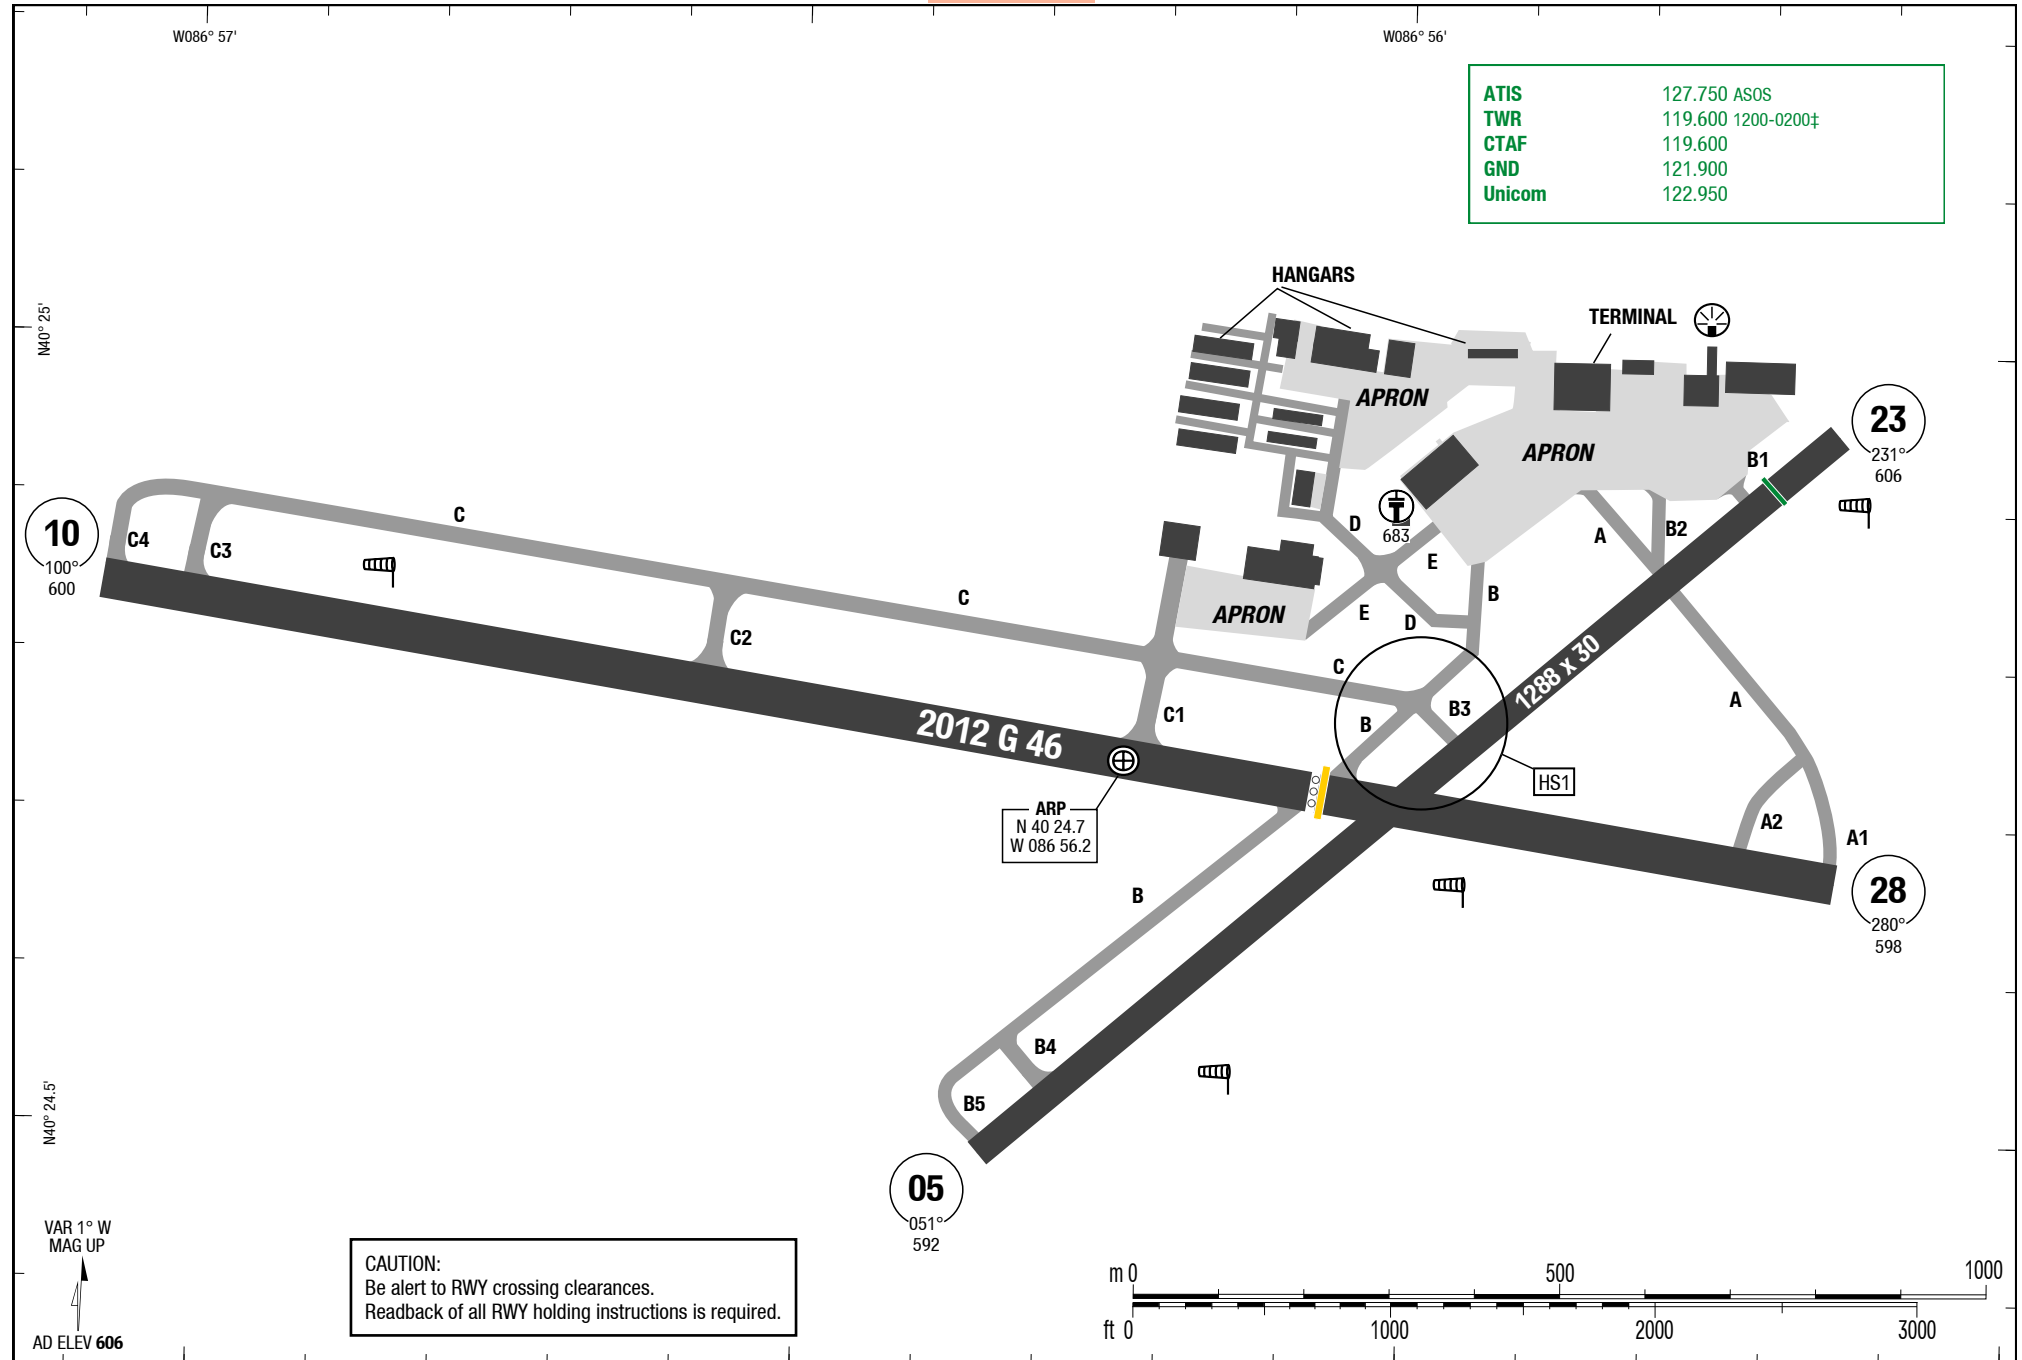 W086° 57'
W086° 56'
ATIS 127.750 ASOS
TWR 119.600 1200-0200‡
CTAF 119.600
GND 121.900
Unicom 122.950
HANGARS
TERMINAL
N40° 25'
APRON
APRON
23
231°
606
B1
10
100°
600
C4
C3
C
683
D
E
A
B2
B
C
APRON
E
D
C2
C
1288 x 30
A
C1
B
B3
2012 G 46
HS1
ARP
N 40 24.7
W 086 56.2
A2
A1
28
280°
598
B
B4
B5
N40° 24.5'
05
051°
592
VAR 1° W
MAG UP
AD ELEV 606
CAUTION:
Be alert to RWY crossing clearances.
Readback of all RWY holding instructions is required.
m 0 500 1000
ft 0 1000 2000 3000